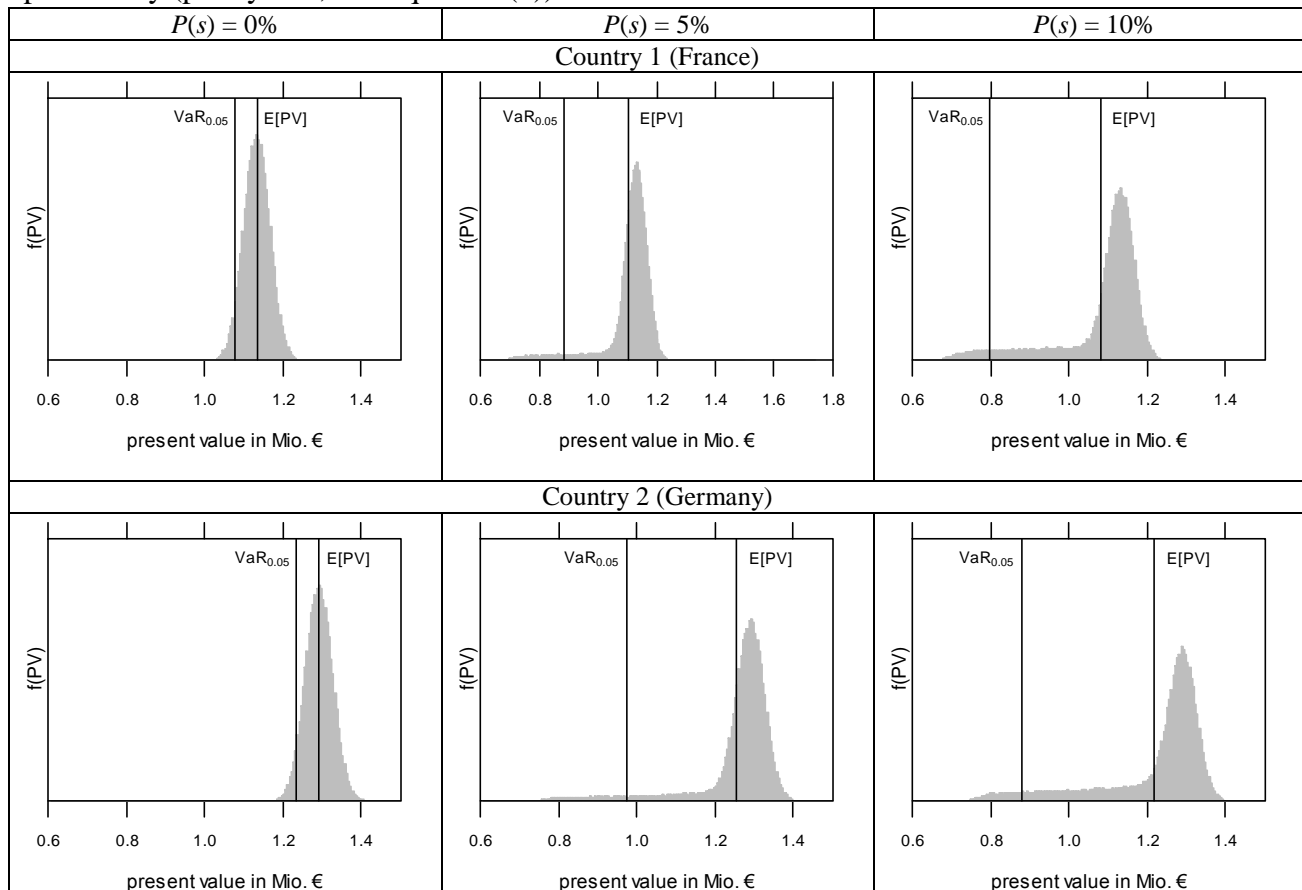 P(s) = 0% P(s) = 5% P(s) = 10%
Country 1 (France)
VaR0.05 E[PV] VaR0.05 E[PV] VaR0.05 E[PV]
f(PV) f(PV) f(PV)
0.6 0.8 1.0 1.2 1.4 0.6 0.8 1.0 1.2 1.4 1.6 1.8 0.6 0.8 1.0 1.2 1.4
present value in Mio. € present value in Mio. € present value in Mio. €
Country 2 (Germany)
VaR0.05 E[PV] VaR0.05 E[PV] VaR0.05 E[PV]
f(PV) f(PV) f(PV)
0.6 0.8 1.0 1.2 1.4 0.6 0.8 1.0 1.2 1.4 0.6 0.8 1.0 1.2 1.4
present value in Mio. € present value in Mio. € present value in Mio. €